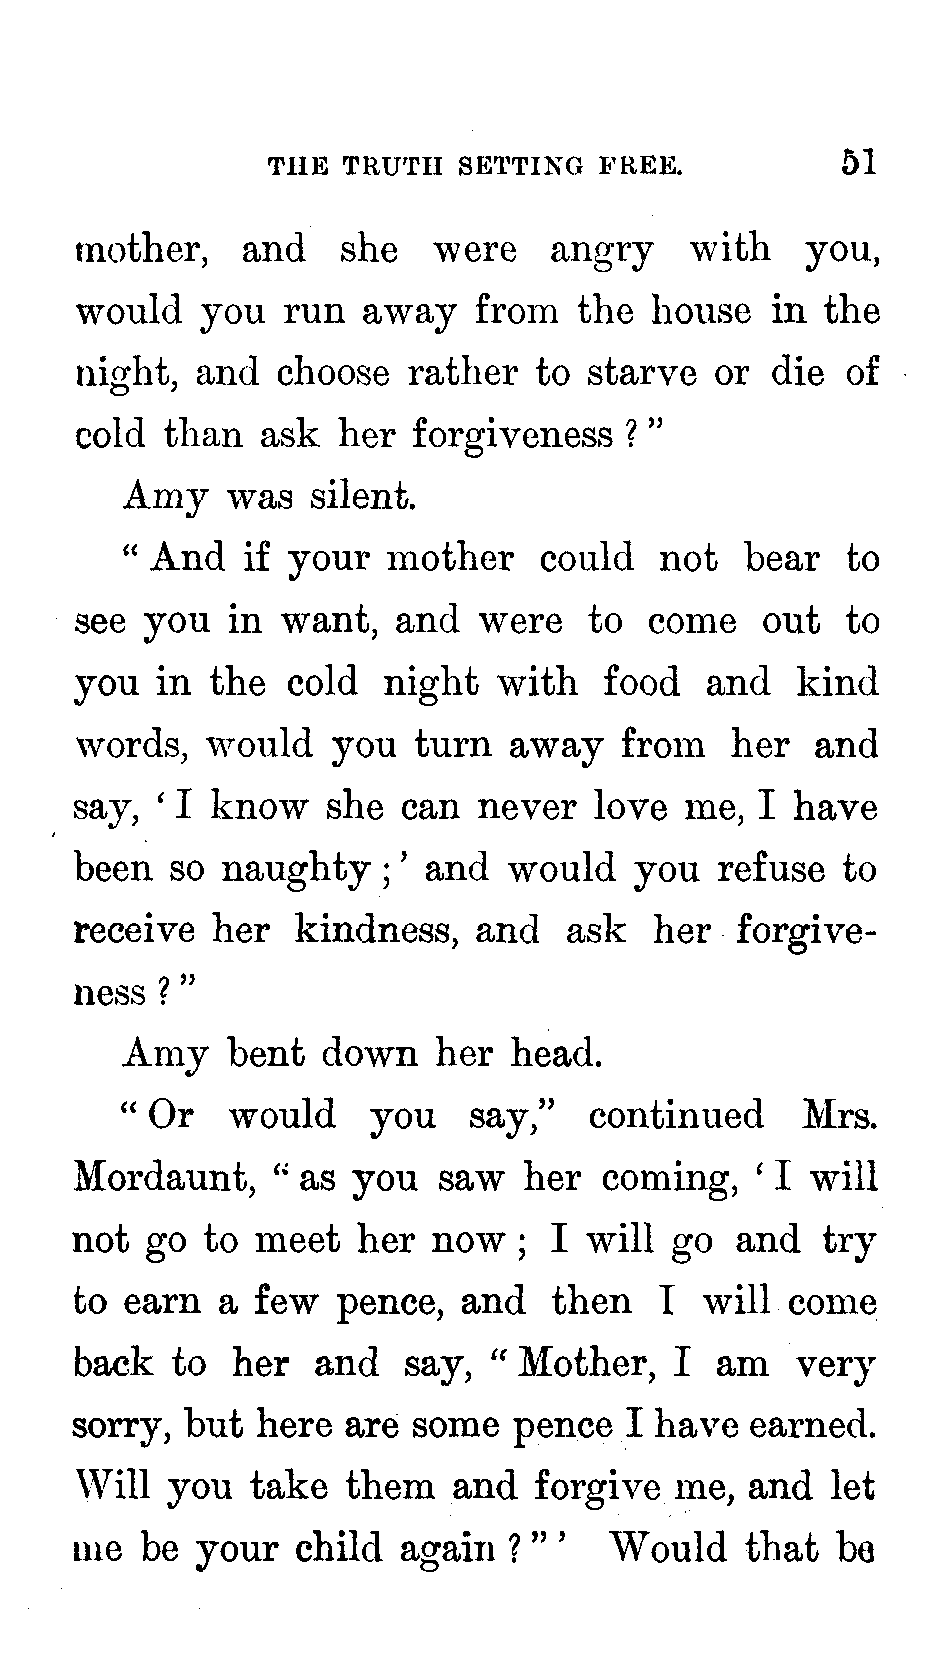 THE TRUTH SETTING FREE. 51
mother, and she were angry with you,
would you run away from the house in the
night, and choose rather to starve or die of
cold than ask her forgiveness ? ”
Amy was silent.
“ And if your mother could not bear to
see you in want, and were to come out to
you in the cold night with food and kind
words, would you turn away from her and
say, ‘ I know she can never love me, I have
been so naughty ; ’ and would you refuse to
receive her kindness, and ask her forgive-
ness ? ”
Amy bent down her head.
“ Or would you say,” continued Mrs.
Mordaunt, “ as you saw her coming, ‘ I will
not go to meet her now ; I will go and try
to earn a few pence, and then I will come
back to her and say, “ Mother, I am very
sorry, but here are some pence I have earned.
Will you take them and forgive me, and let
me be your child again ? ” ’ Would that be